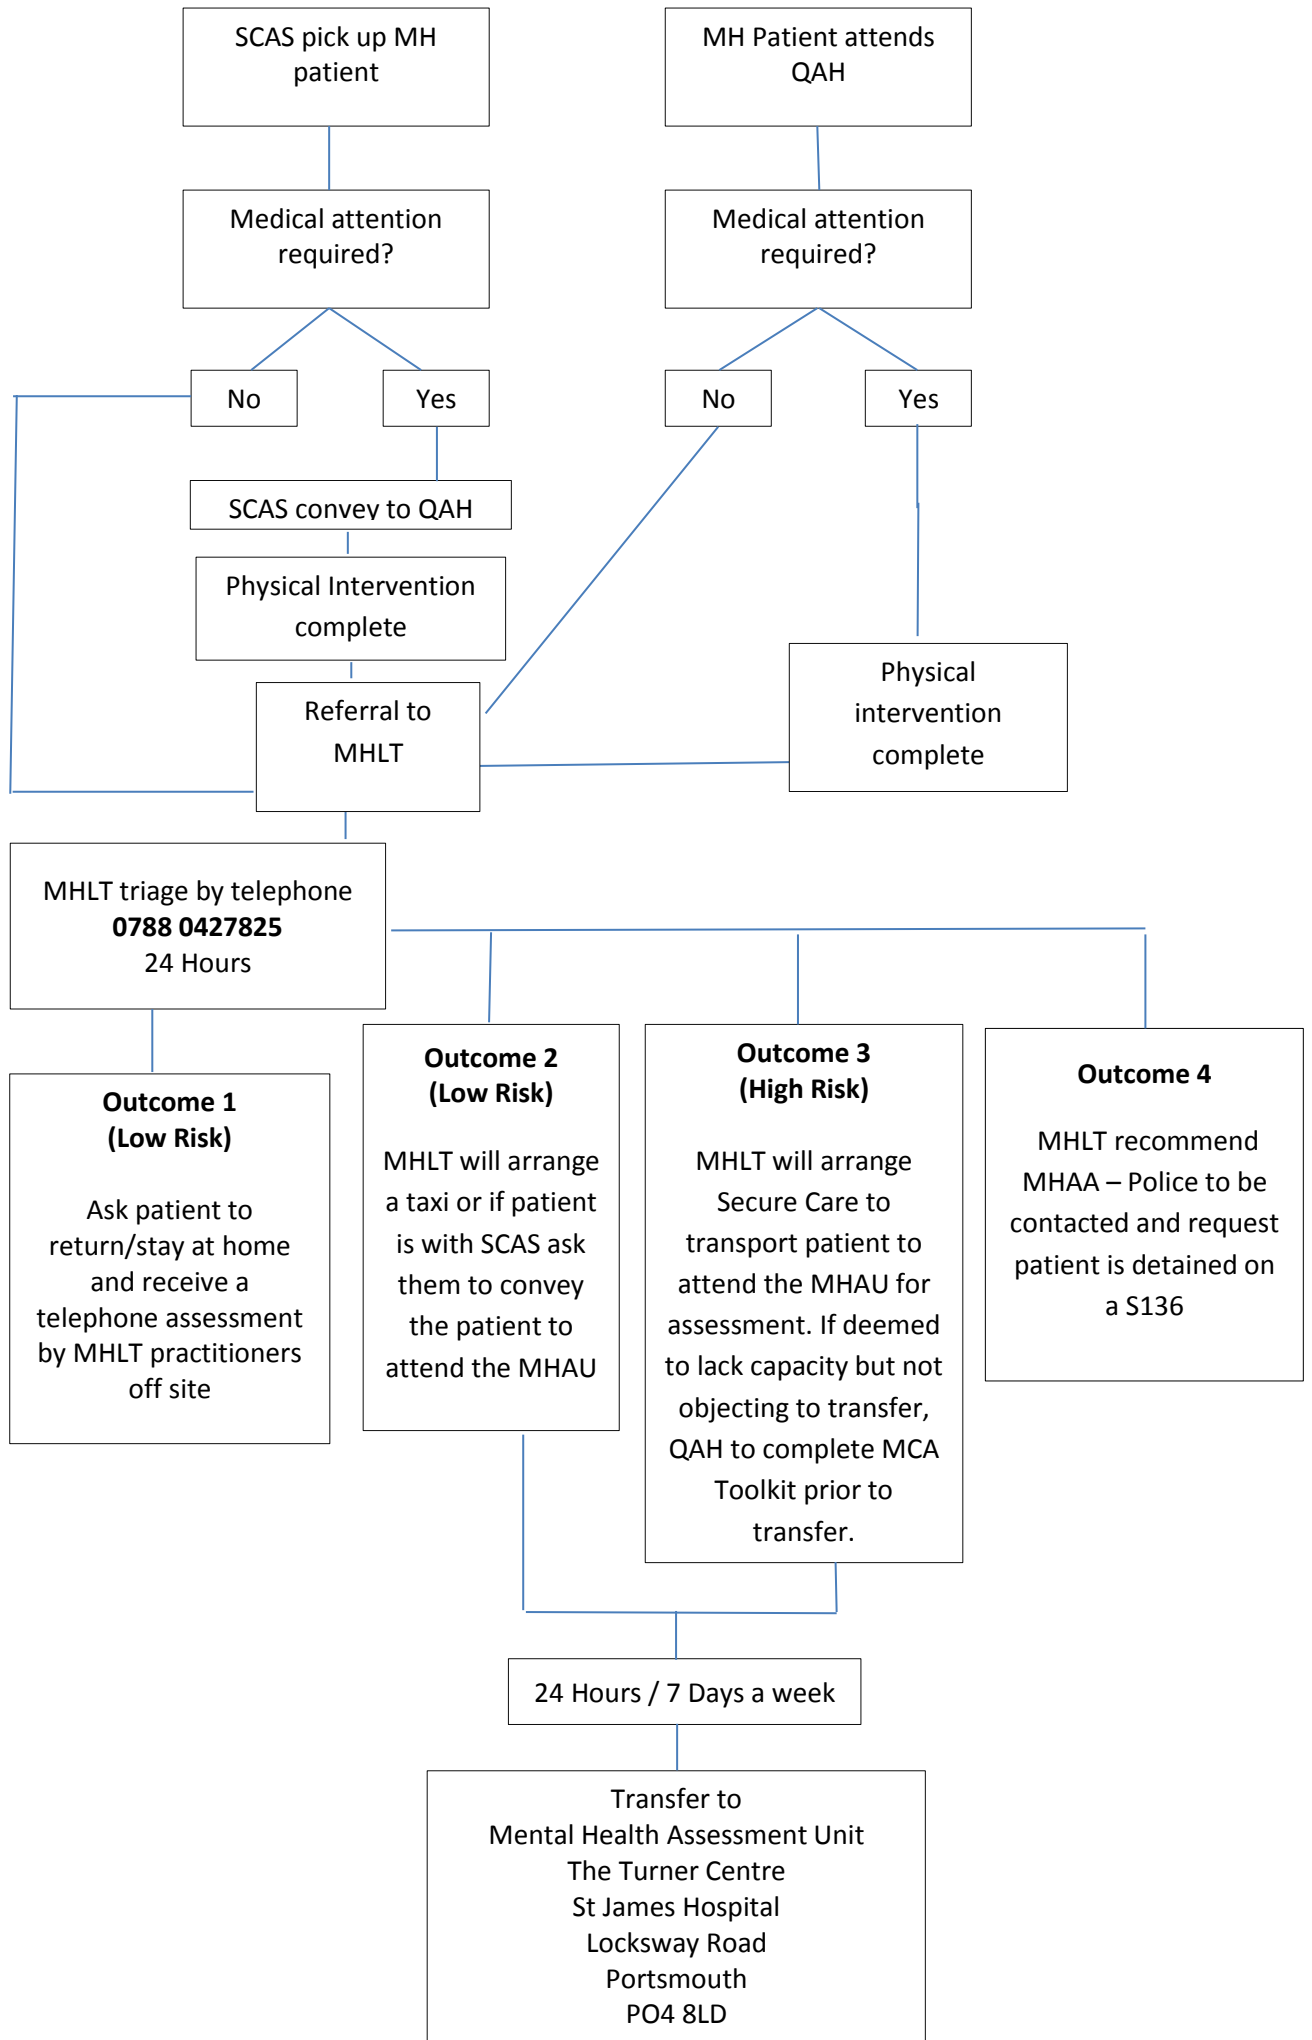 SCAS pick up MH
patient
MH Patient attends
QAH
Medical attention
required?
Medical attention
required?
No
Yes
No
Yes
SCAS convey to QAH
Physical Intervention
complete
Physical
intervention
complete
Referral to
MHLT
MHLT triage by telephone
0788 0427825
24 Hours
Outcome 1
(Low Risk)
Ask patient to
return/stay at home
and receive a
telephone assessment
by MHLT practitioners
off site
Outcome 2
(Low Risk)
MHLT will arrange
a taxi or if patient
is with SCAS ask
them to convey
the patient to
attend the MHAU
Outcome 3
(High Risk)
MHLT will arrange
Secure Care to
transport patient to
attend the MHAU for
assessment. If deemed
to lack capacity but not
objecting to transfer,
QAH to complete MCA
Toolkit prior to
transfer.
Outcome 4
MHLT recommend
MHAA – Police to be
contacted and request
patient is detained on
a S136
24 Hours / 7 Days a week
Transfer to
Mental Health Assessment Unit
The Turner Centre
St James Hospital
Locksway Road
Portsmouth
PO4 8LD